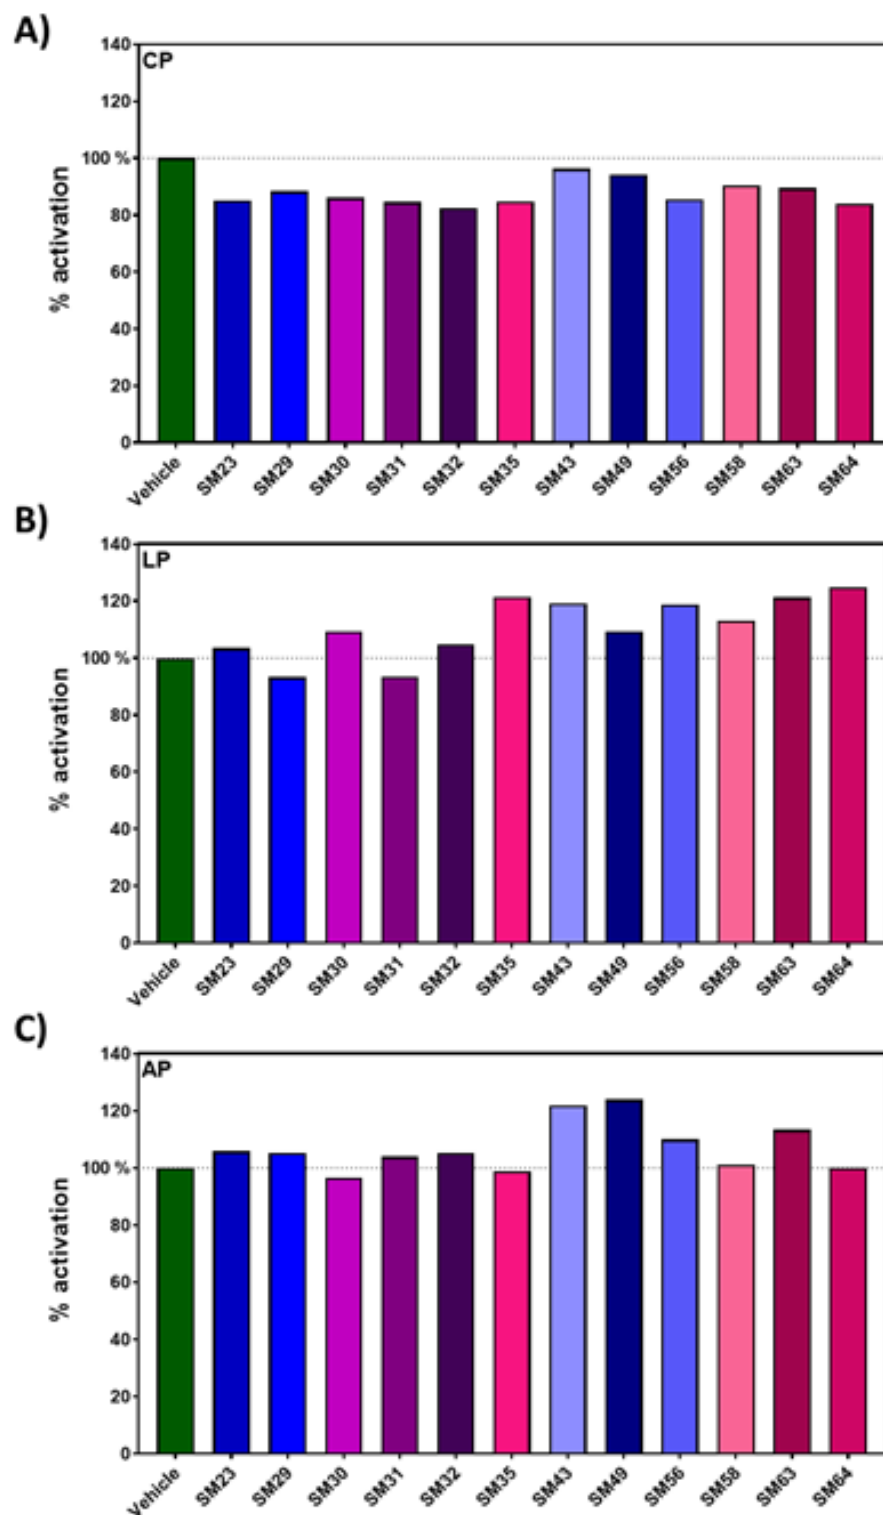 A)
CP
% activation
140
120
100 %
80
60
40
20
0
Vehicle SM23 SM29 SM30 SM31 SM32 SM35 SM43 SM49 SM56 SM58 SM63 SM64
B)
LP
% activation
140
120
100 %
80
60
40
20
0
Vehicle SM23 SM29 SM30 SM31 SM32 SM35 SM43 SM49 SM56 SM58 SM63 SM64
C)
AP
% activation
140
120
100 %
80
60
40
20
0
Vehicle SM23 SM29 SM30 SM31 SM32 SM35 SM43 SM49 SM56 SM58 SM63 SM64